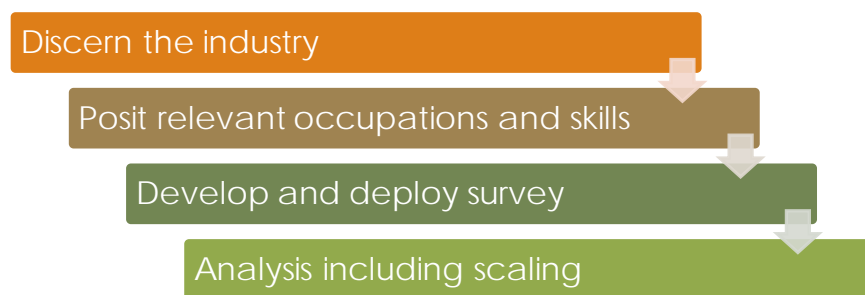 Discern the industry
Posit relevant occupations and skills
Develop and deploy survey
Analysis including scaling